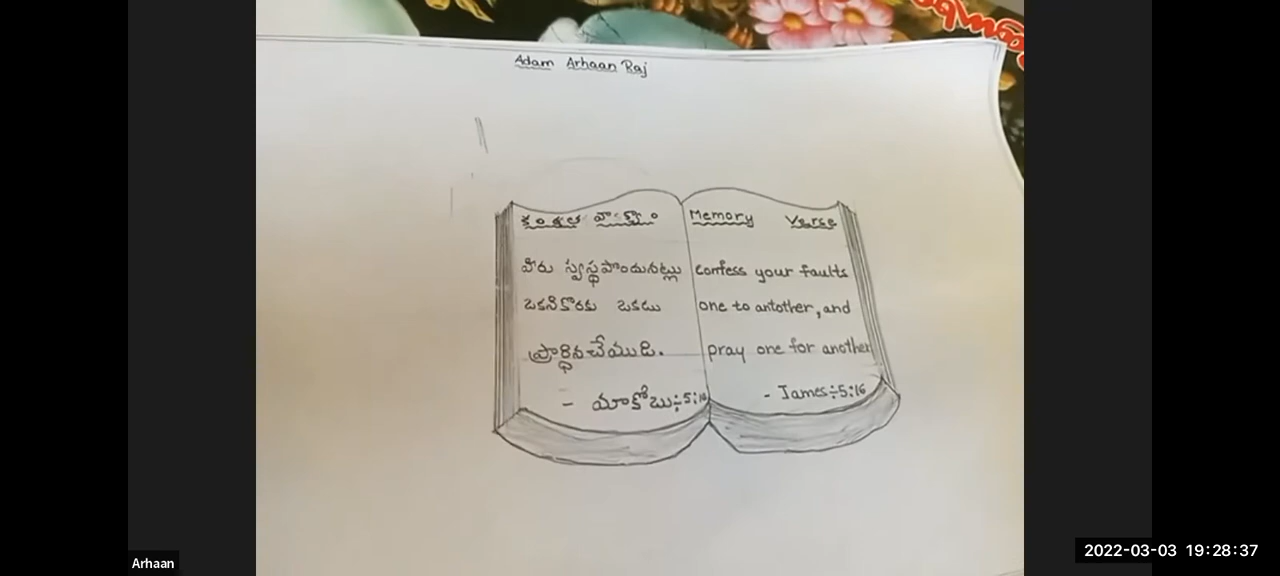 Adam Arhaan Raj
కంఠత వాక్యం
మీరు స్వస్థపొందునట్లు
ఒకనికొరకు ఒకడు
ప్రార్థనచేయుడి.
- యాకోబు÷5:16
Memory Verse
Confess your faults
one to antother, and
pray one for another
- James÷5:16
Arhaan
2022-03-03 19:28:37